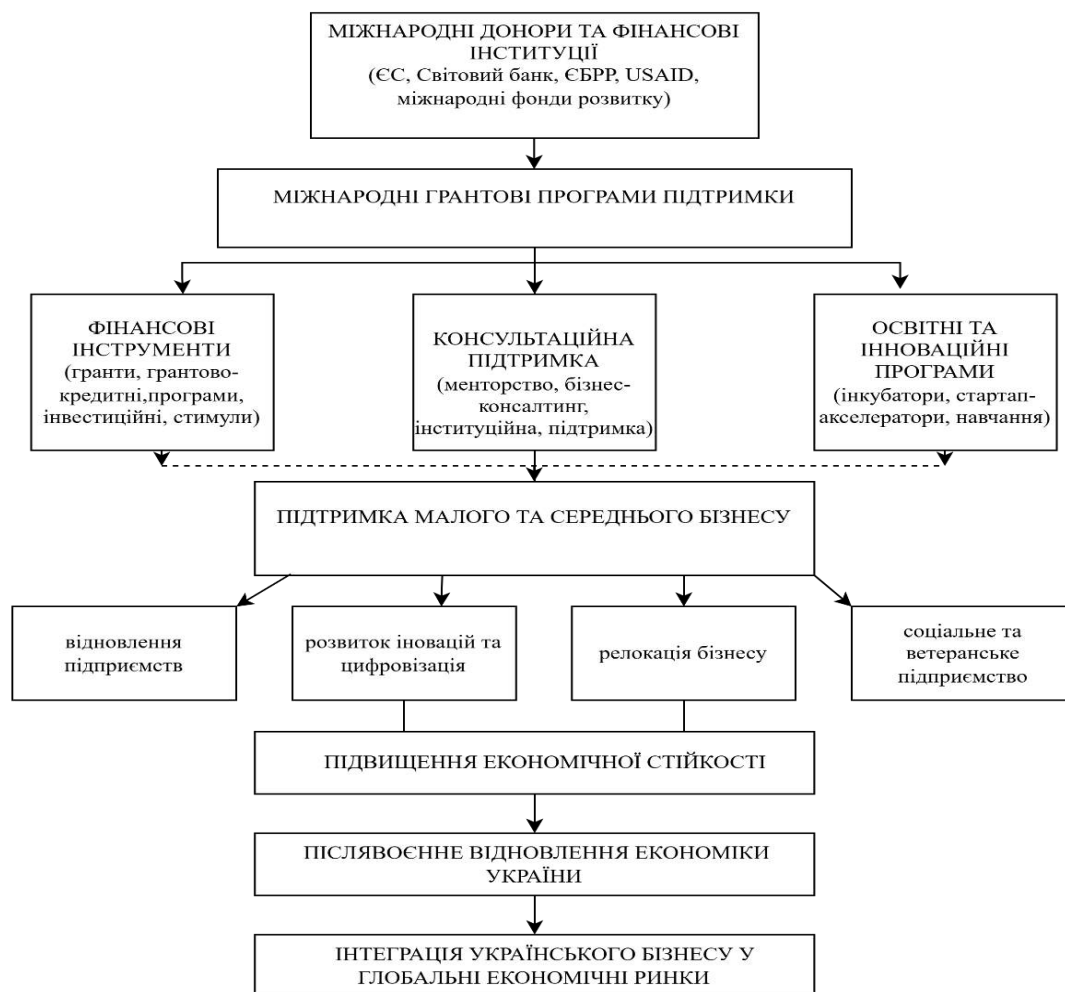 МІЖНАРОДНІ ДОНОРИ ТА ФІНАНСОВІ
ІНСТИТУЦІЇ
(ЄС, Світовий банк, ЄБРР, USAID,
міжнародні фонди розвитку)
МІЖНАРОДНІ ГРАНТОВІ ПРОГРАМИ ПІДТРИМКИ
ФІНАНСОВІ
ІНСТРУМЕНТИ
(гранти, грантово-
кредитні,програми,
інвестиційні, стимули)
КОНСУЛЬТАЦІЙНА
ПІДТРИМКА
(менторство, бізнес-
консалтинг,
інституційна, підтримка)
ОСВІТНІ ТА
ІННОВАЦІЙНІ
ПРОГРАМИ
(інкубатори, стартап-
акселератори, навчання)
ПІДТРИМКА МАЛОГО ТА СЕРЕДНЬОГО БІЗНЕСУ
відновлення
підприємств
розвиток іновацій та
цифровізація
релокація бізнесу
соціальне та
ветеранське
підприємство
ПІДВИЩЕННЯ ЕКОНОМІЧНОЇ СТІЙКОСТІ
ПІСЛЯВОЄННЕ ВІДНОВЛЕННЯ ЕКОНОМІКИ
УКРАЇНИ
ІНТЕГРАЦІЯ УКРАЇНСЬКОГО БІЗНЕСУ У
ГЛОБАЛЬНІ ЕКОНОМІЧНІ РИНКИ